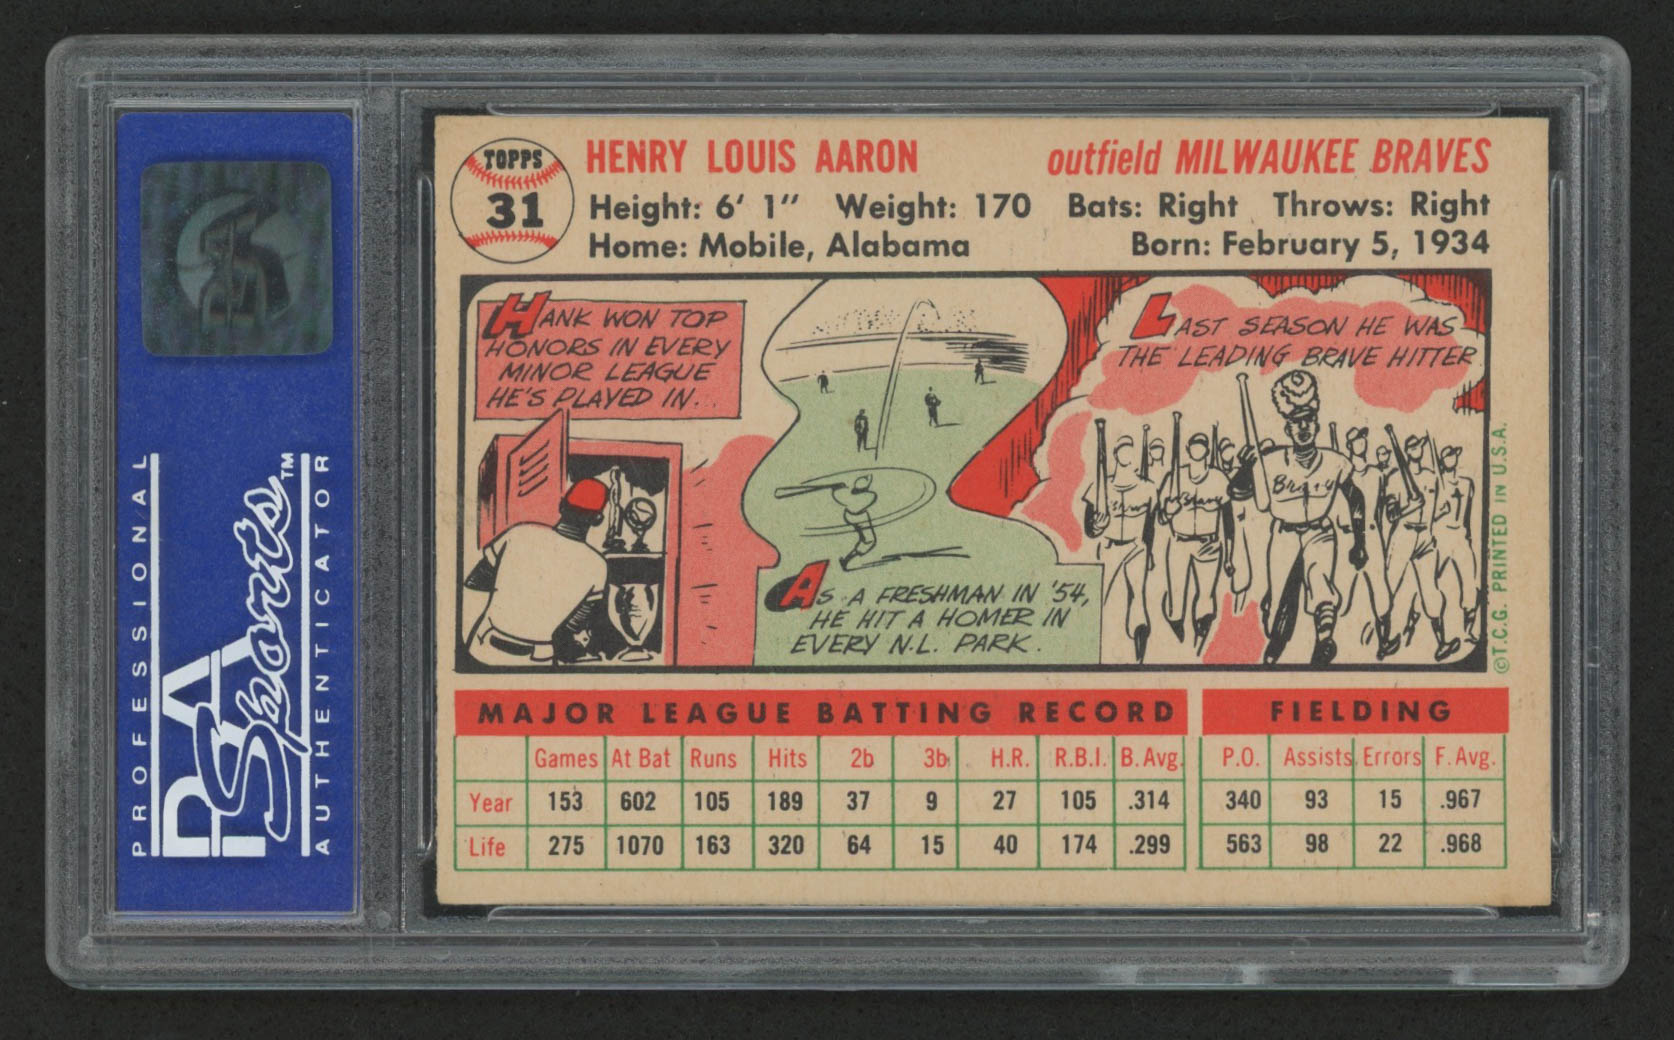 TOPPS
31
HENRY LOUIS AARON
outfield MILWAUKEE BRAVES
Height: 6' 1" Weight: 170 Bats: Right Throws: Right
Home: Mobile, Alabama Born: February 5, 1934
HANK WON TOP
HONORS IN EVERY
MINOR LEAGUE
HE'S PLAYED IN...
AS A FRESHMAN IN '54,
HE HIT A HOMER IN
EVERY N.L. PARK.
LAST SEASON HE WAS
THE LEADING BRAVE HITTER
Braves
©T.C.G. PRINTED IN U.S.A.
MAJOR LEAGUE BATTING RECORD FIELDING
Games At Bat Runs Hits 2b 3b H.R. R.B.I. B. Avg. P.O. Assists Errors F. Avg.
Year 153 602 105 189 37 9 27 105 .314 340 93 15 .967
Life 275 1070 163 320 64 15 40 174 .299 563 98 22 .968
PROFESSIONAL
PSA
Sports™
AUTHENTICATOR
PSA